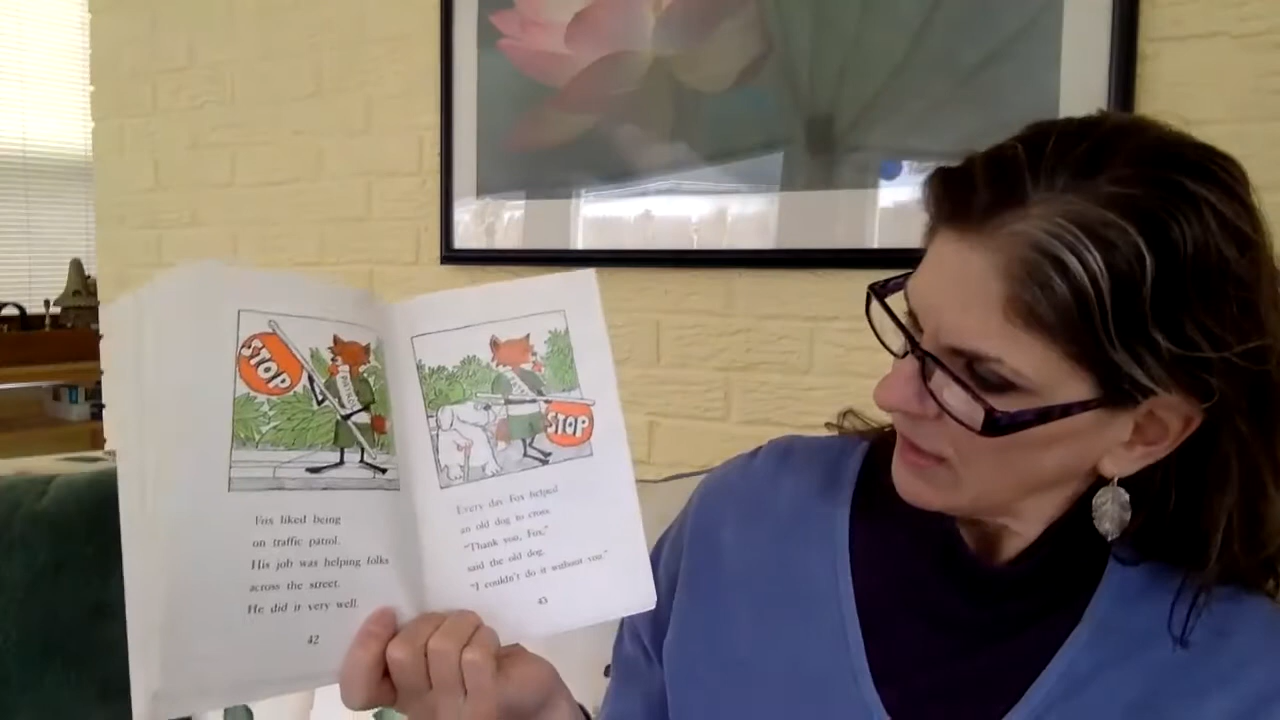 STOP
PATROL
Fox liked being
on traffic patrol.
His job was helping folks
across the street.
He did it very well.
42
STOP
Every day Fox helped
an old dog to cross.
"Thank you, Fox,"
said the old dog.
"I couldn't do it without you."
43